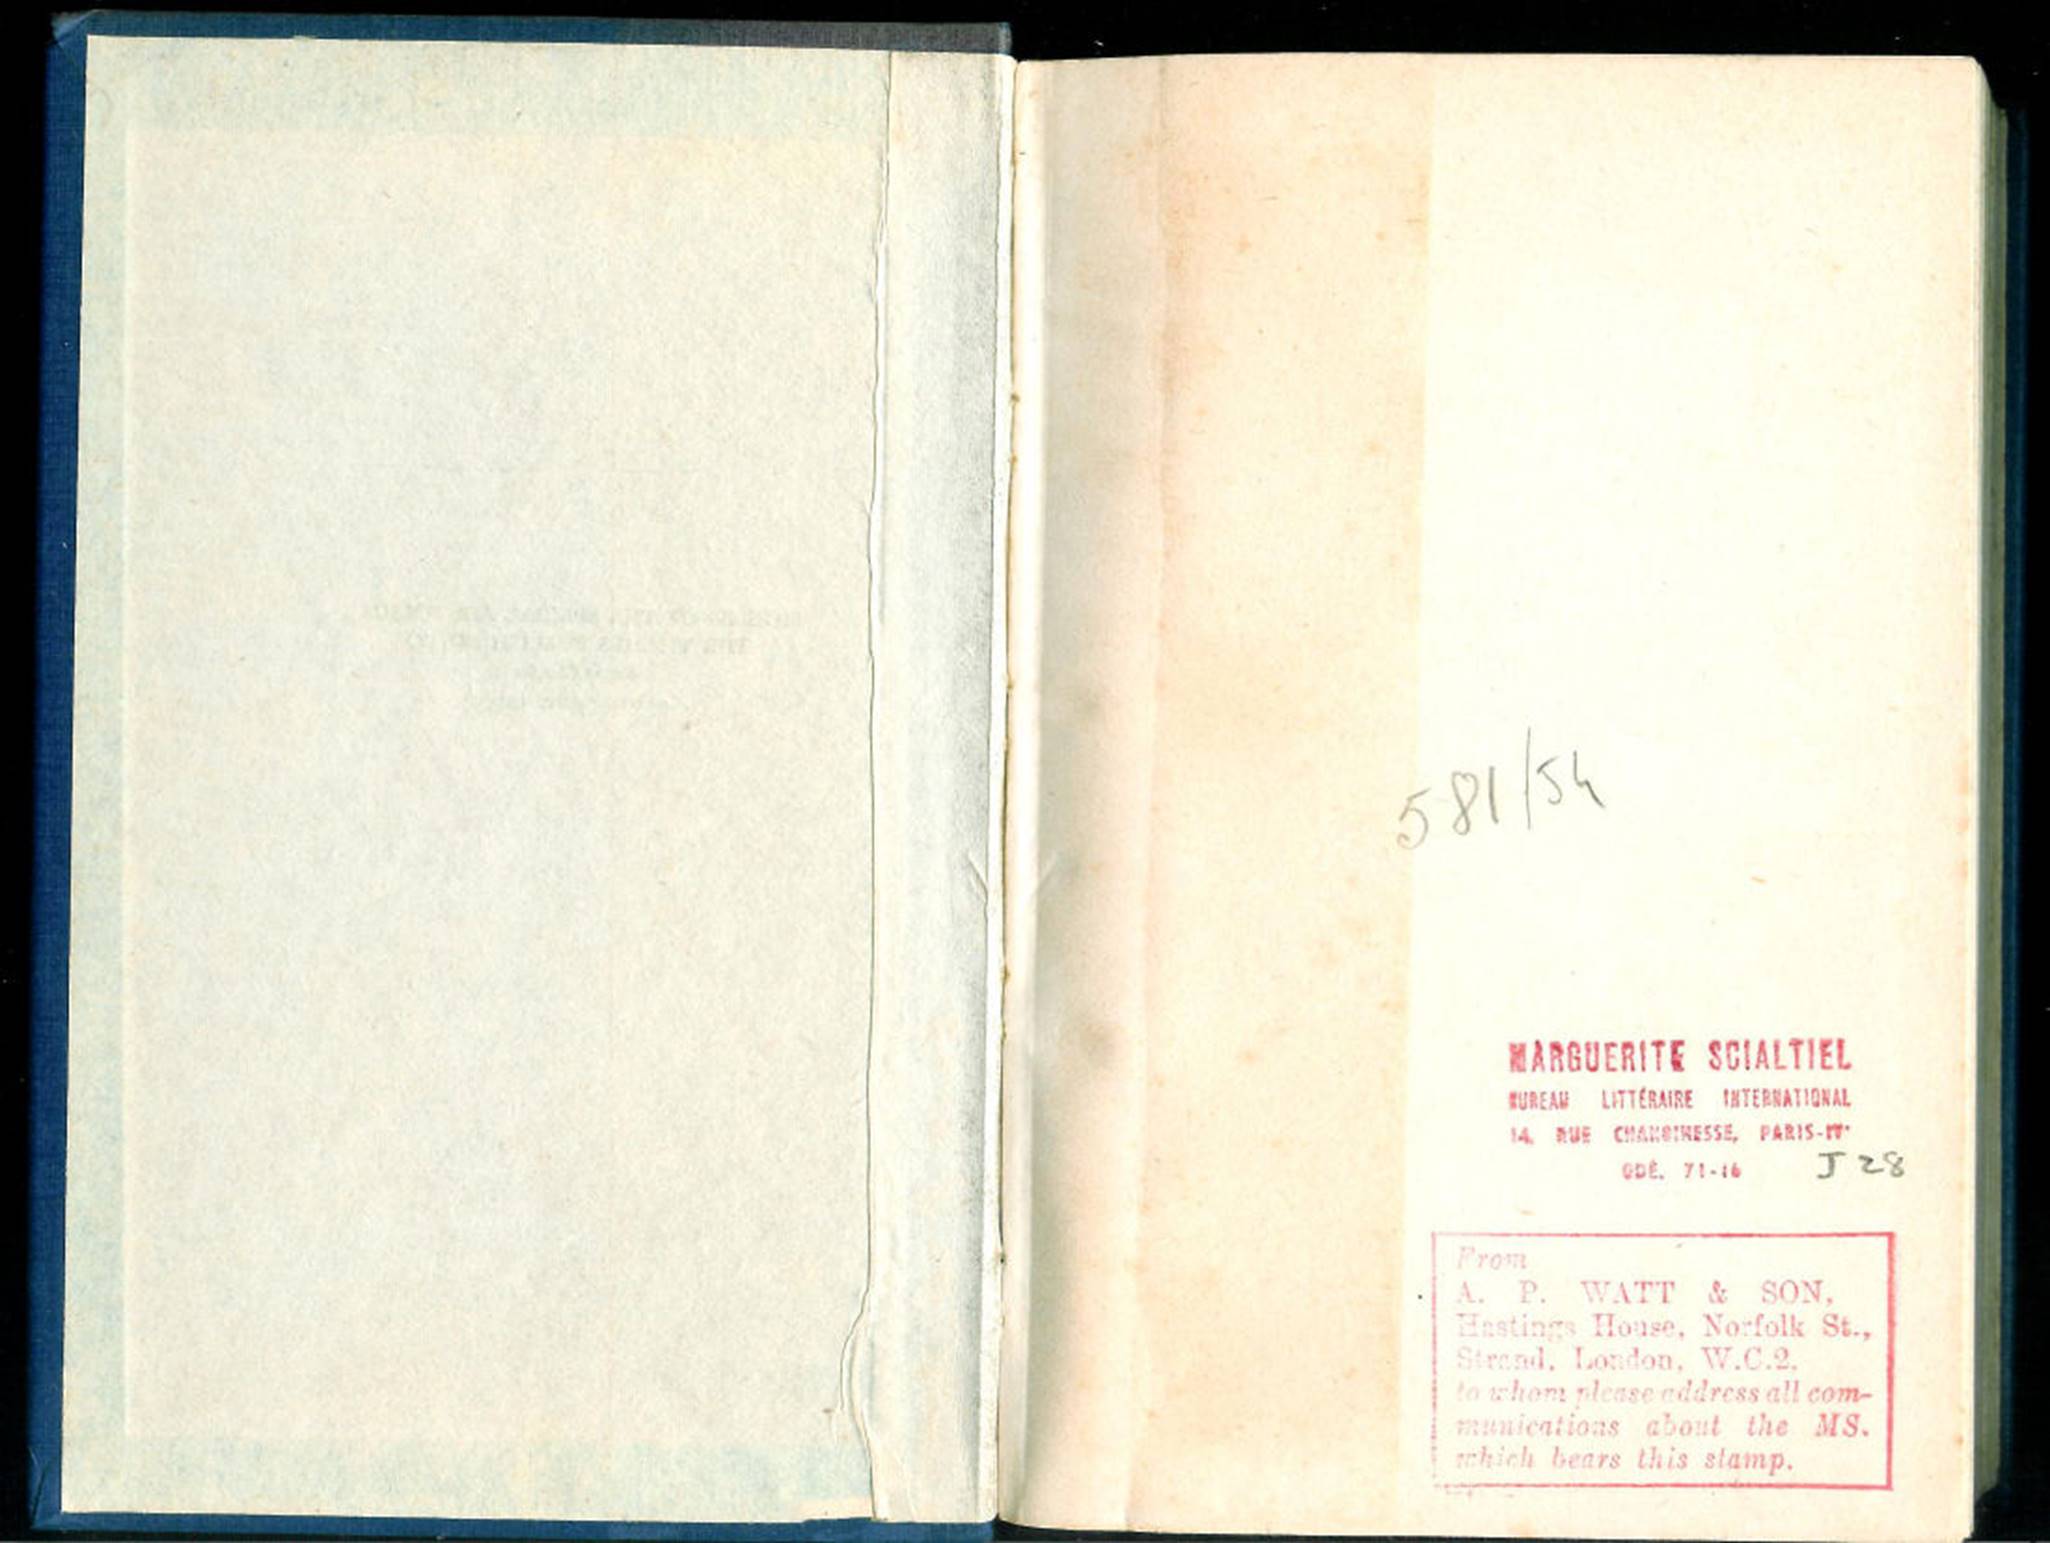 581/54
MARGUERITE SCIALTIEL
BUREAU LITTÉRAIRE INTERNATIONAL
14, RUE CHANOINESSE, PARIS-IVᵉ
ODÉ. 71-16
J 28
From
A. P. WATT & SON,
Hastings House, Norfolk St.,
Strand, London, W.C.2.
to whom please address all com-
munications about the MS.
which bears this stamp.